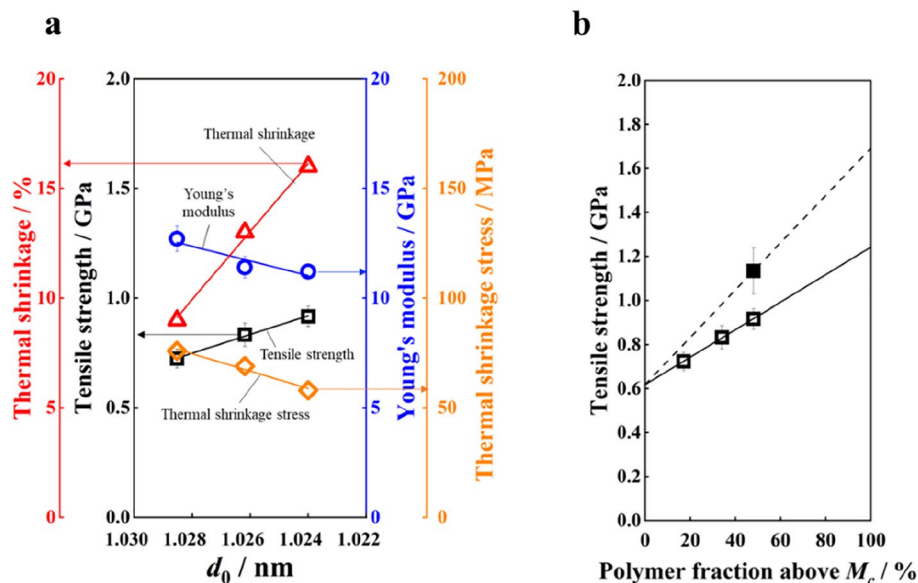 a
20
15
10
5
0
Thermal shrinkage / %
2.0
1.5
1.0
0.5
0.0
Tensile strength / GPa
Thermal shrinkage
Young's
modulus
Tensile strength
Thermal shrinkage stress
20
15
10
5
0
Young's modulus / GPa
200
150
100
50
0
Thermal shrinkage stress / MPa
1.030 1.028 1.026 1.024 1.022
d0 / nm
b
2.0
1.8
1.6
1.4
1.2
1.0
0.8
0.6
0.4
0.2
0.0
Tensile strength / GPa
0 20 40 60 80 100
Polymer fraction above Mc / %